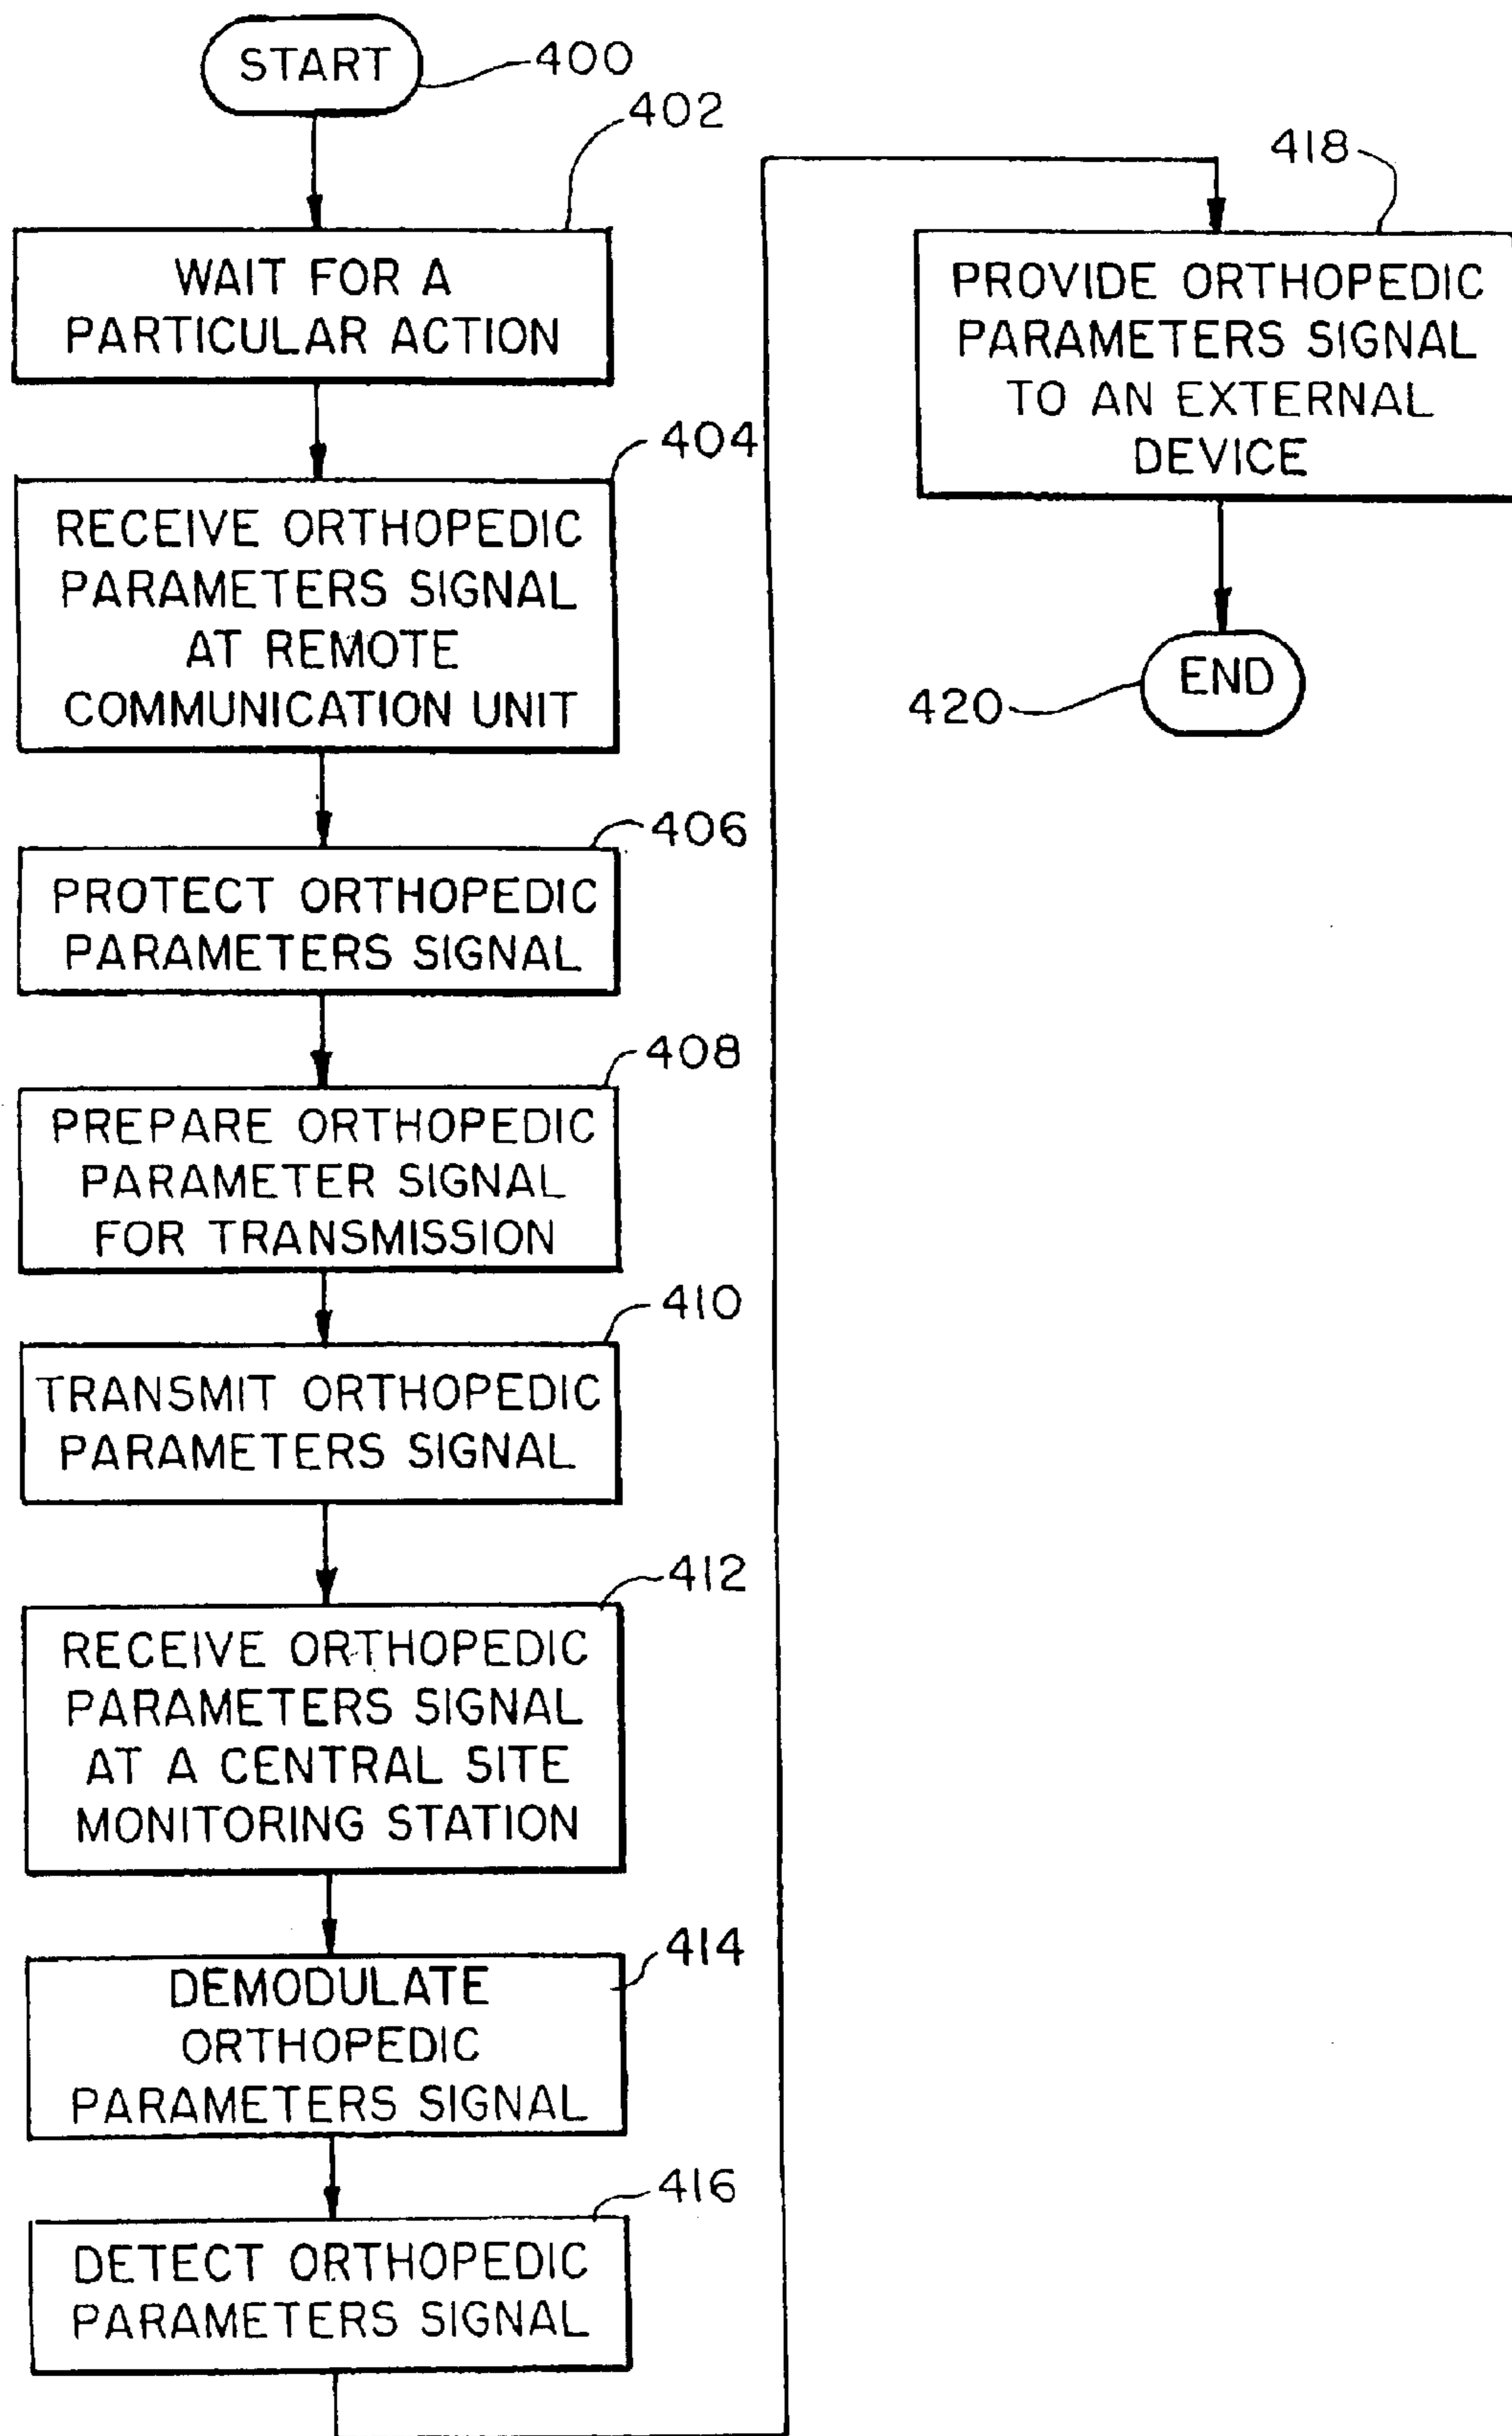 START
400
402
WAIT FOR A
PARTICULAR ACTION
404
RECEIVE ORTHOPEDIC
PARAMETERS SIGNAL
AT REMOTE
COMMUNICATION UNIT
406
PROTECT ORTHOPEDIC
PARAMETERS SIGNAL
408
PREPARE ORTHOPEDIC
PARAMETER SIGNAL
FOR TRANSMISSION
410
TRANSMIT ORTHOPEDIC
PARAMETERS SIGNAL
412
RECEIVE ORTHOPEDIC
PARAMETERS SIGNAL
AT A CENTRAL SITE
MONITORING STATION
414
DEMODULATE
ORTHOPEDIC
PARAMETERS SIGNAL
416
DETECT ORTHOPEDIC
PARAMETERS SIGNAL
418
PROVIDE ORTHOPEDIC
PARAMETERS SIGNAL
TO AN EXTERNAL
DEVICE
420
END